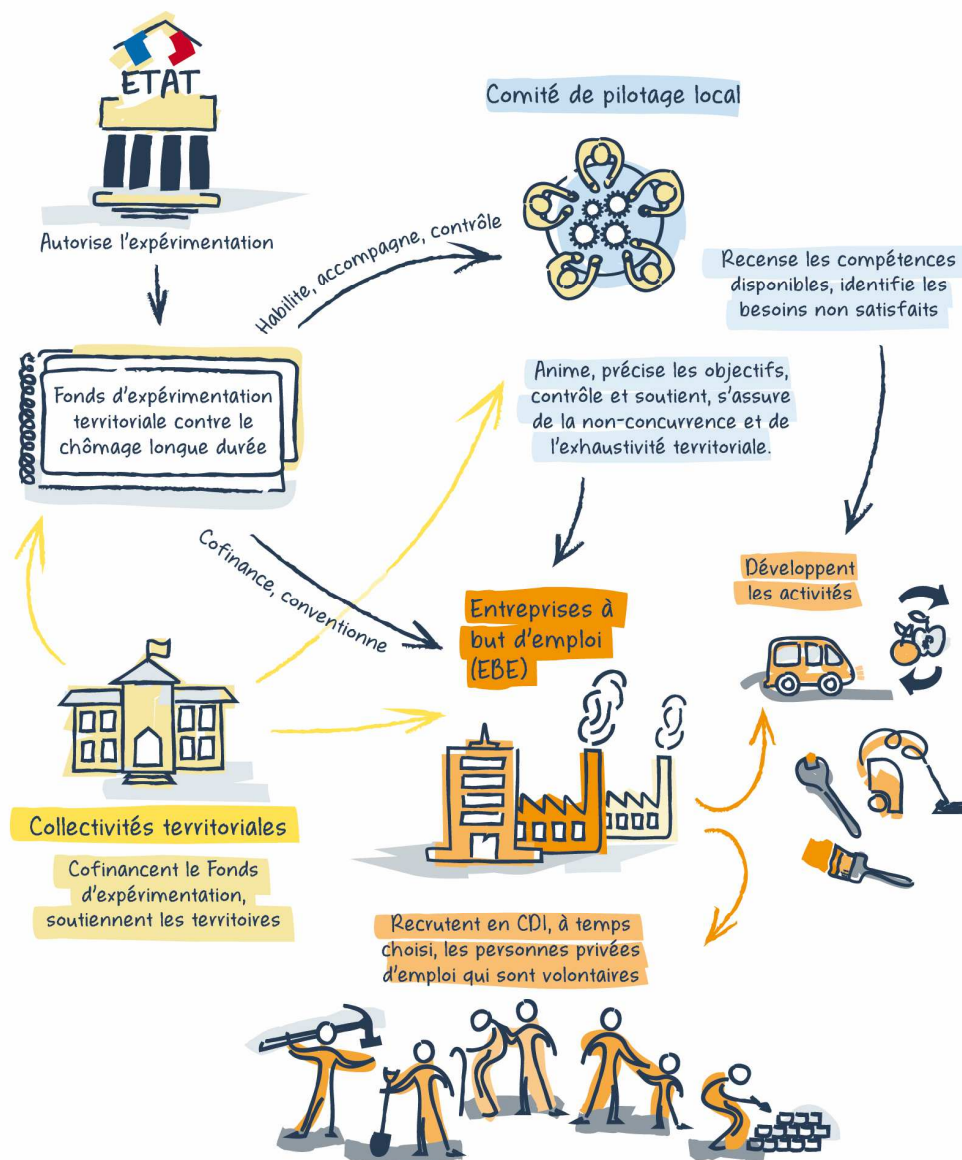 ETAT
Autorise l'expérimentation
Comité de pilotage local
Habilite, accompagne, contrôle
Recense les compétences
disponibles, identifie les
besoins non satisfaits
Fonds d'expérimentation
territoriale contre le
chômage longue durée
Anime, précise les objectifs,
contrôle et soutient, s'assure
de la non-concurrence et de
l'exhaustivité territoriale.
Cofinance, conventionne
Entreprises à
but d'emploi
(EBE)
Développent
les activités
Collectivités territoriales
Cofinancent le Fonds
d'expérimentation,
soutiennent les territoires
Recrutent en CDI, à temps
choisi, les personnes privées
d'emploi qui sont volontaires